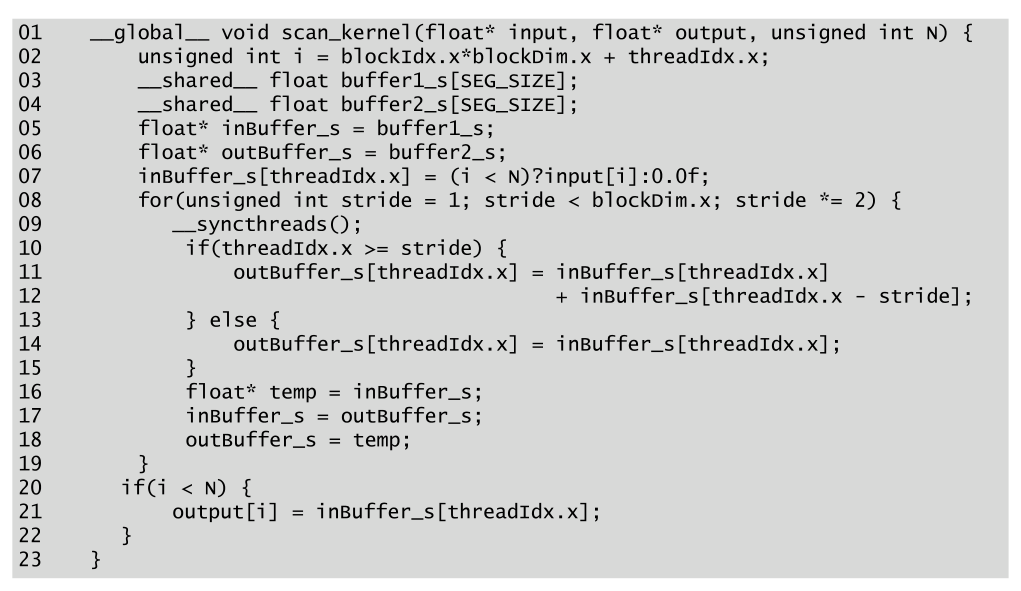 01 __global__ void scan_kernel(float* input, float* output, unsigned int N) {
02 unsigned int i = blockIdx.x*blockDim.x + threadIdx.x;
03 __shared__ float buffer1_s[SEG_SIZE];
04 __shared__ float buffer2_s[SEG_SIZE];
05 float* inBuffer_s = buffer1_s;
06 float* outBuffer_s = buffer2_s;
07 inBuffer_s[threadIdx.x] = (i < N)?input[i]:0.0f;
08 for(unsigned int stride = 1; stride < blockDim.x; stride *= 2) {
09 __syncthreads();
10 if(threadIdx.x >= stride) {
11 outBuffer_s[threadIdx.x] = inBuffer_s[threadIdx.x]
12 + inBuffer_s[threadIdx.x - stride];
13 } else {
14 outBuffer_s[threadIdx.x] = inBuffer_s[threadIdx.x];
15 }
16 float* temp = inBuffer_s;
17 inBuffer_s = outBuffer_s;
18 outBuffer_s = temp;
19 }
20 if(i < N) {
21 output[i] = inBuffer_s[threadIdx.x];
22 }
23 }